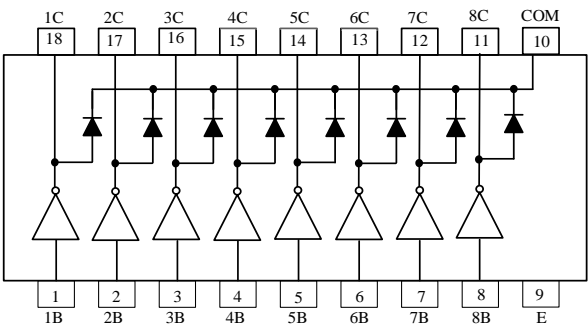 1C 2C 3C 4C 5C 6C 7C 8C COM
18 17 16 15 14 13 12 11 10
1 2 3 4 5 6 7 8 9
1B 2B 3B 4B 5B 6B 7B 8B E